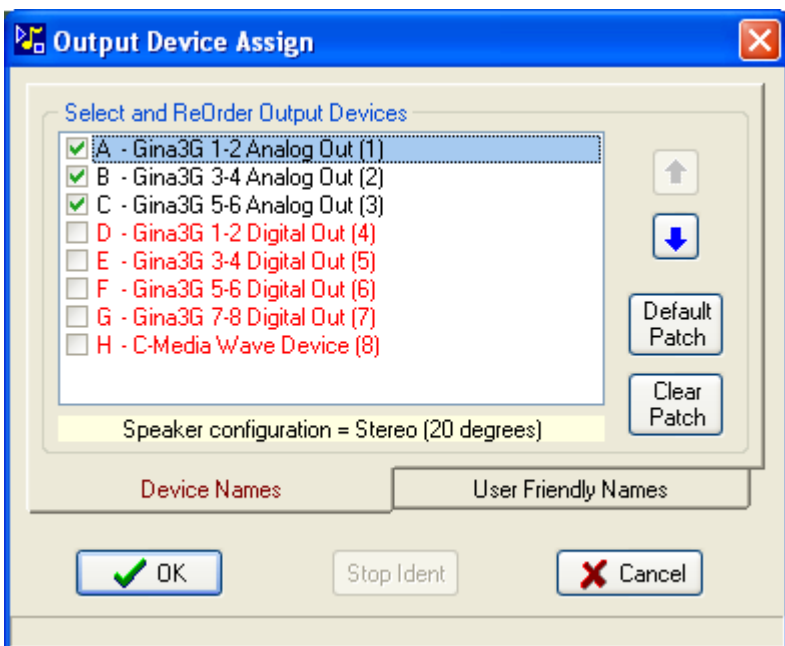 Output Device Assign
Select and ReOrder Output Devices
A - Gina3G 1-2 Analog Out (1)
B - Gina3G 3-4 Analog Out (2)
C - Gina3G 5-6 Analog Out (3)
D - Gina3G 1-2 Digital Out (4)
E - Gina3G 3-4 Digital Out (5)
F - Gina3G 5-6 Digital Out (6)
G - Gina3G 7-8 Digital Out (7)
H - C-Media Wave Device (8)
Default
Patch
Clear
Patch
Speaker configuration = Stereo (20 degrees)
Device Names
User Friendly Names
OK
Stop Ident
Cancel